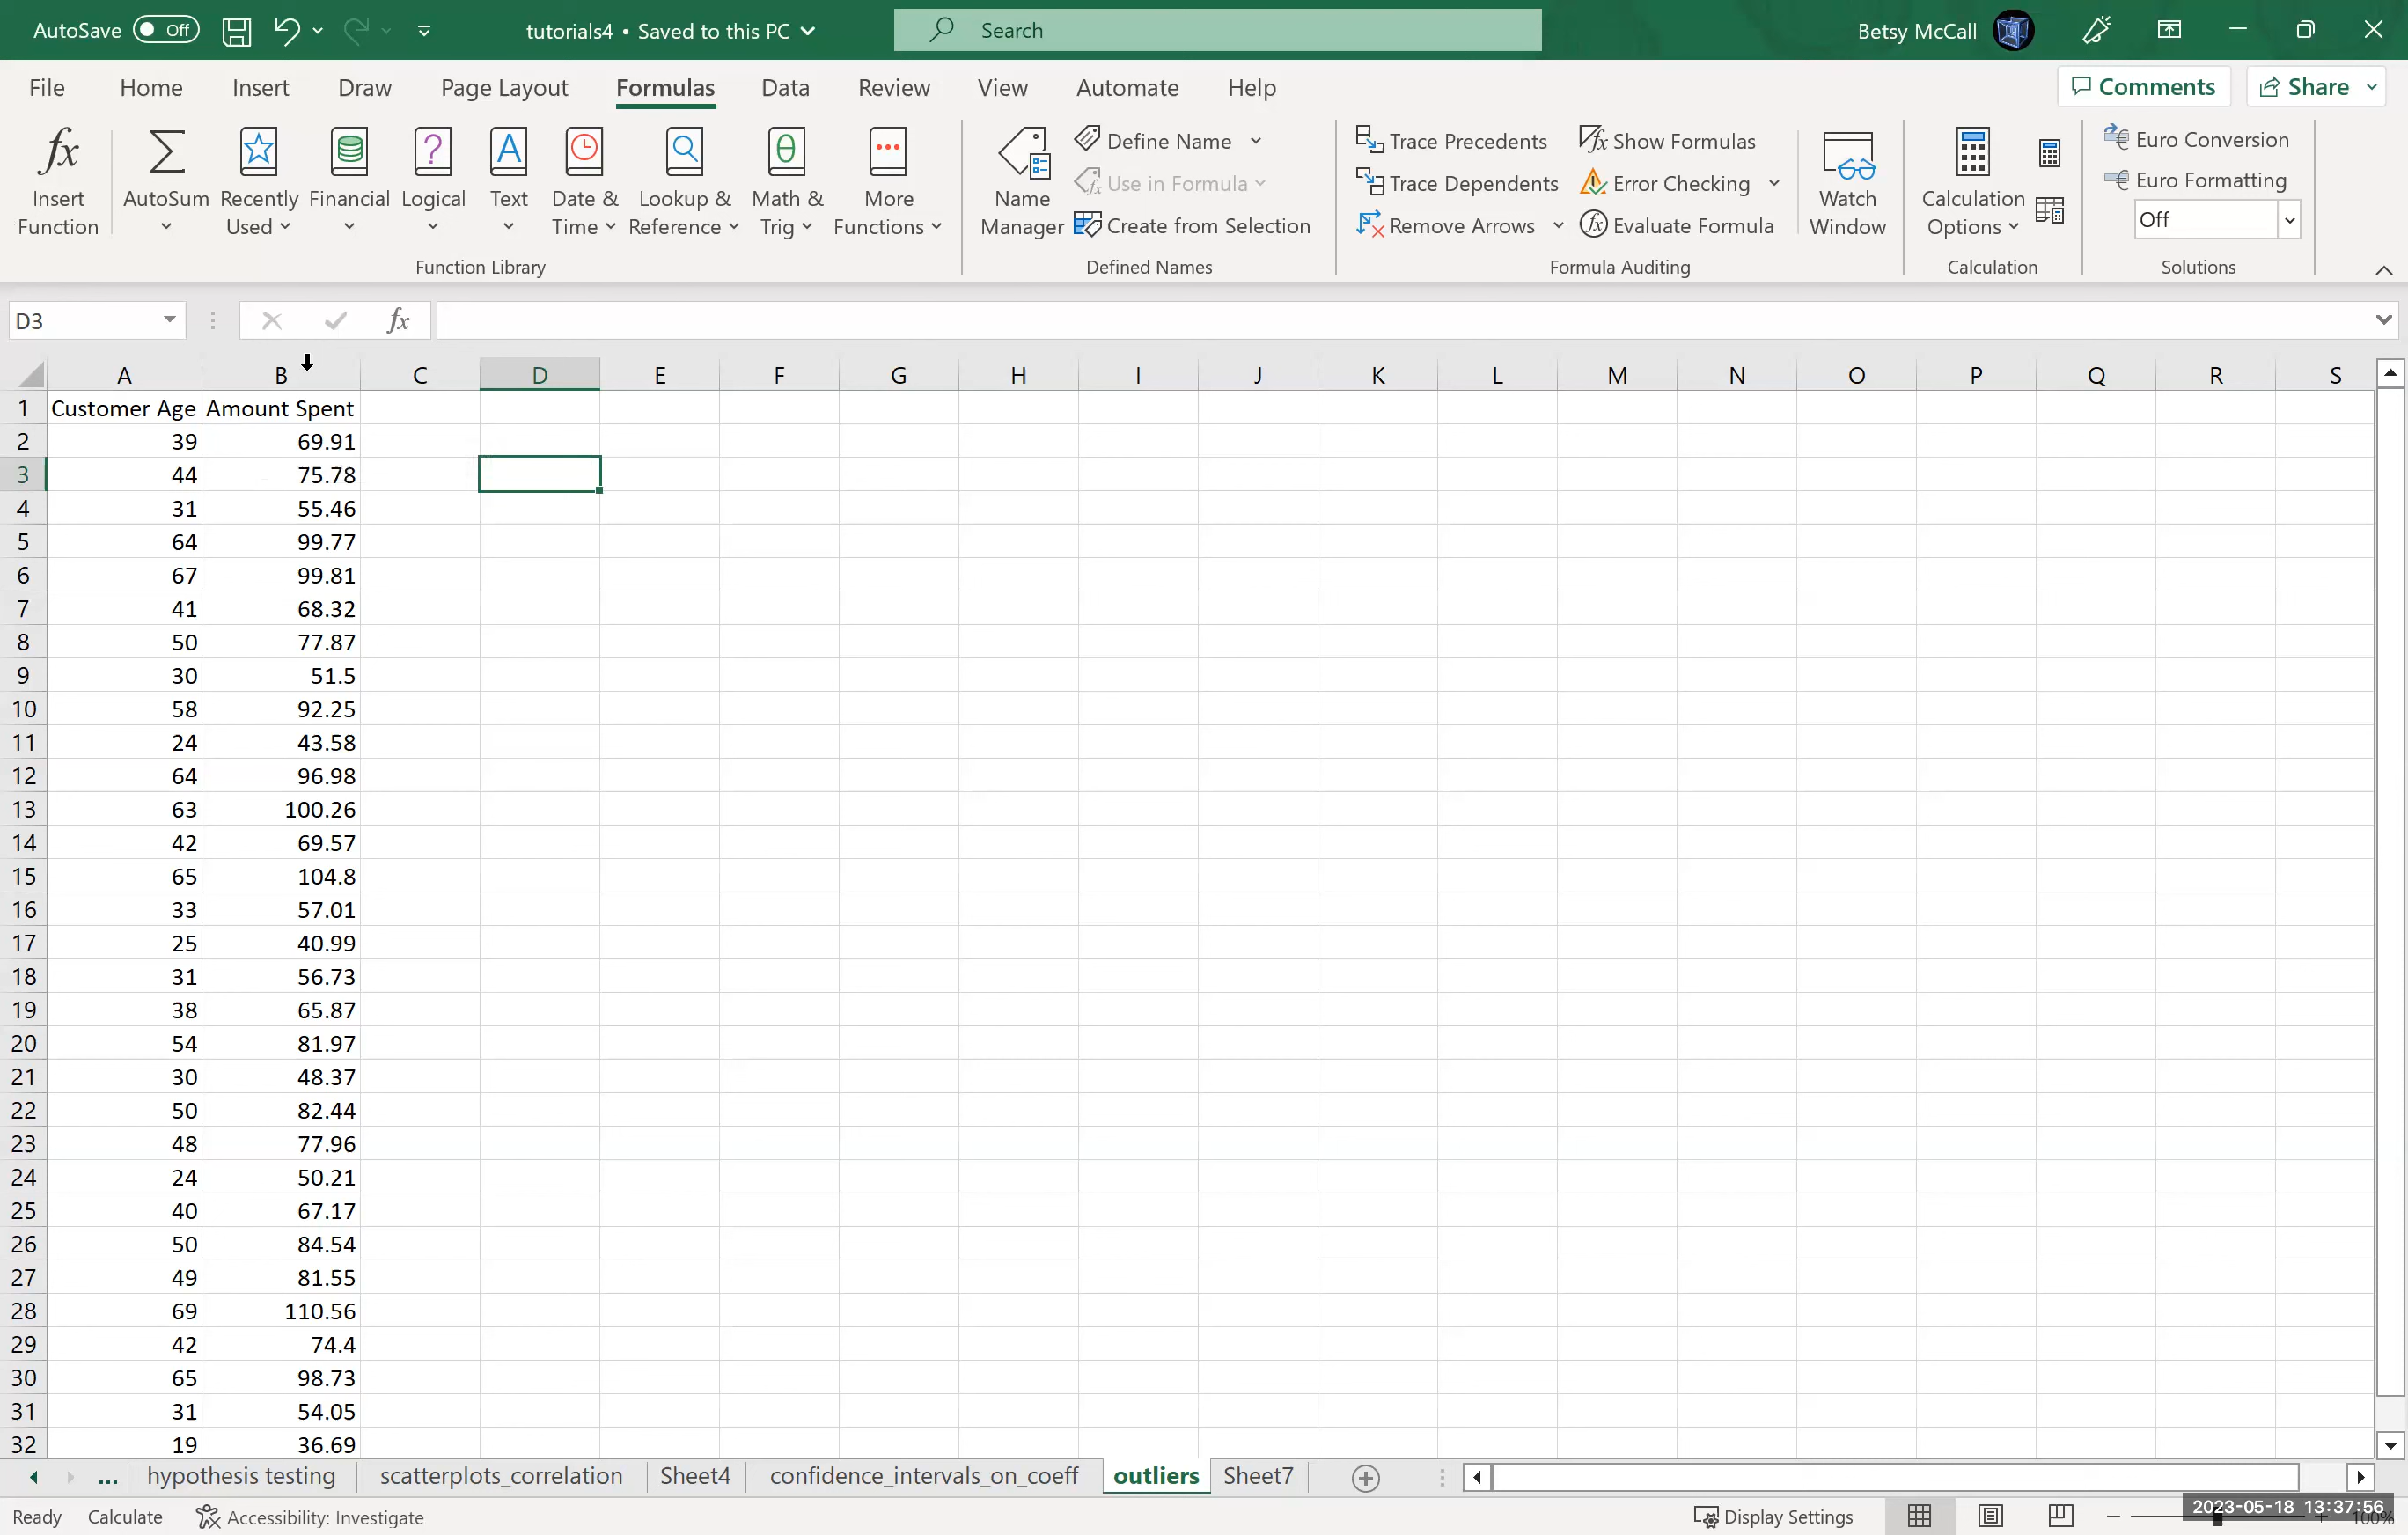 AutoSave Off tutorials4 • Saved to this PC Search Betsy McCall
File Home Insert Draw Page Layout Formulas Data Review View Automate Help Comments Share
fx Insert Function
AutoSum
Recently Used
Financial
Logical
Text
Date & Time
Lookup & Reference
Math & Trig
More Functions
Function Library
Name Manager
Define Name
Use in Formula
Create from Selection
Defined Names
Trace Precedents
Trace Dependents
Remove Arrows
Show Formulas
Error Checking
Evaluate Formula
Formula Auditing
Watch Window
Calculation Options
Calculation
Euro Conversion
Euro Formatting
Off
Solutions
D3 fx
A B C D E F G H I J K L M N O P Q R S
1 Customer Age Amount Spent
2 39 69.91
3 44 75.78
4 31 55.46
5 64 99.77
6 67 99.81
7 41 68.32
8 50 77.87
9 30 51.5
10 58 92.25
11 24 43.58
12 64 96.98
13 63 100.26
14 42 69.57
15 65 104.8
16 33 57.01
17 25 40.99
18 31 56.73
19 38 65.87
20 54 81.97
21 30 48.37
22 50 82.44
23 48 77.96
24 24 50.21
25 40 67.17
26 50 84.54
27 49 81.55
28 69 110.56
29 42 74.4
30 65 98.73
31 31 54.05
32 19 36.69
... hypothesis testing scatterplots_correlation Sheet4 confidence_intervals_on_coeff outliers Sheet7
Ready Calculate Accessibility: Investigate Display Settings 2023-05-18 13:37:56
100%